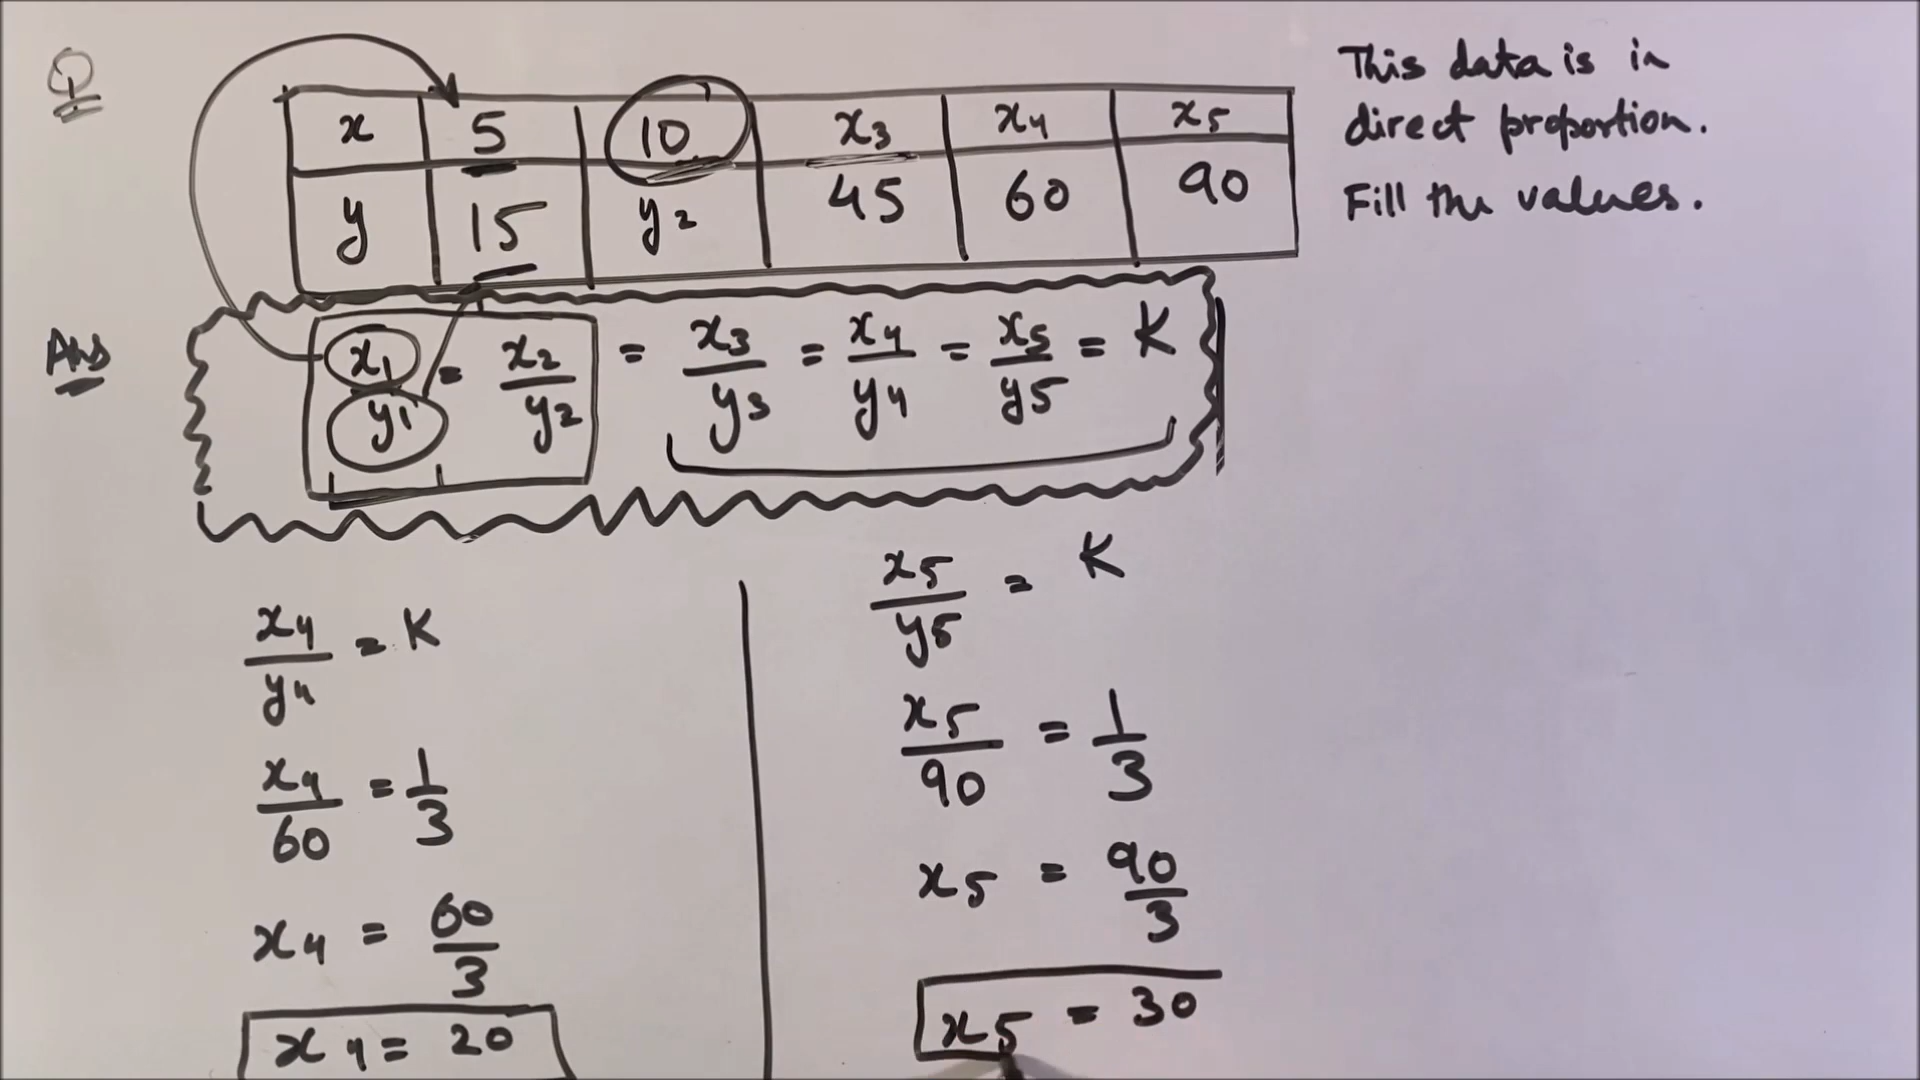 Q
This data is in
direct proportion.
Fill the values.
x 5 10 x3 x4 x5
y 15 y2 45 60 90
Ans
x1/y1 = x2/y2 = x3/y3 = x4/y4 = x5/y5 = K
x4/y4 = K
x4/60 = 1/3
x4 = 60/3
x4 = 20
x5/y5 = K
x5/90 = 1/3
x5 = 90/3
x5 = 30